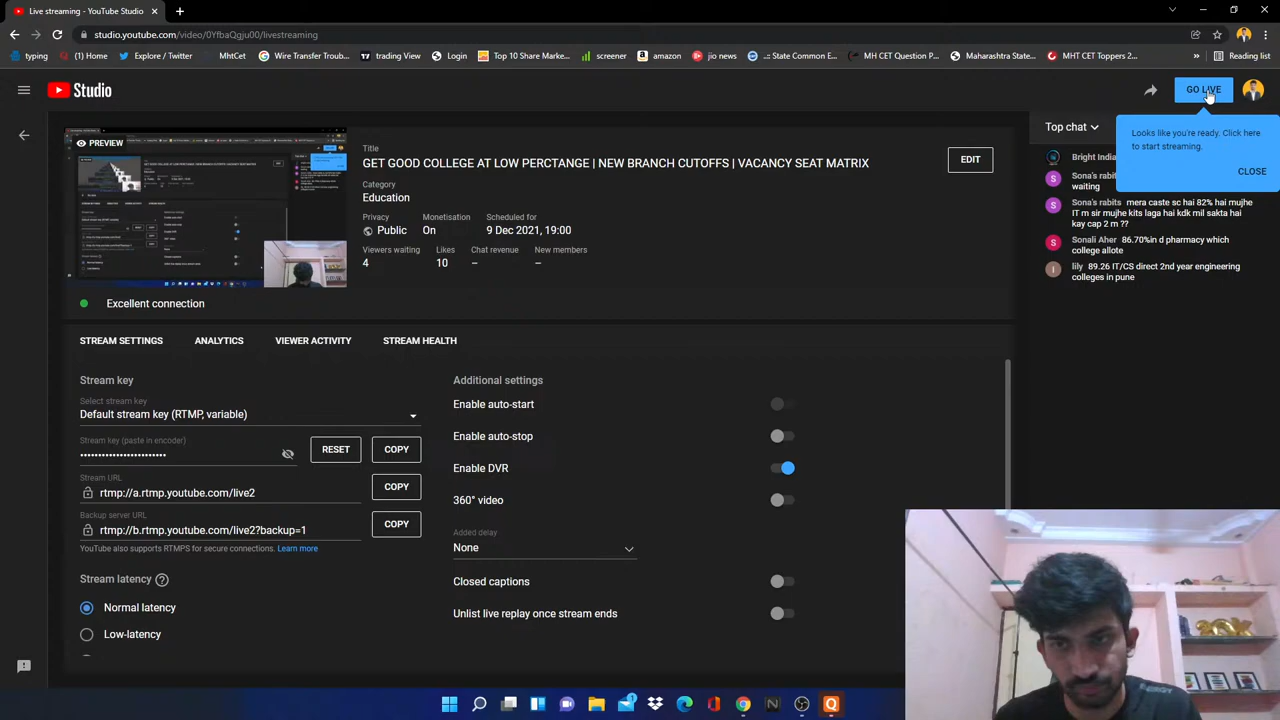 Live streaming - YouTube Studio
studio.youtube.com/video/0YfbaQgju00/livestreaming
typing
YouTube
Explore / Twitter
MhtCet
Wire Transfer Troub...
trading View
Login
Top 10 Share Marke...
screener
amazon
jio news
..:: State Common E...
MH CET Question P...
Maharashtra State...
MHT CET Toppers 2...
»
Reading list
Studio
GO LIVE
Looks like you're ready. Click here
to start streaming.
CLOSE
PREVIEW
Title
GET GOOD COLLEGE AT LOW PERCTANGE | NEW BRANCH CUTOFFS | VACANCY SEAT MATRIX
EDIT
Category
Education
Privacy
Public
Monetisation
On
Scheduled for
9 Dec 2021, 19:00
Viewers waiting
4
Likes
10
Chat revenue
–
New members
–
Excellent connection
STREAM SETTINGS
ANALYTICS
VIEWER ACTIVITY
STREAM HEALTH
Stream key
Select stream key
Default stream key (RTMP, variable)
Stream key (paste in encoder)
RESET
COPY
Stream URL
rtmp://a.rtmp.youtube.com/live2
COPY
Backup server URL
rtmp://b.rtmp.youtube.com/live2?backup=1
COPY
YouTube also supports RTMPS for secure connections. Learn more
Stream latency
Normal latency
Low-latency
Additional settings
Enable auto-start
Enable auto-stop
Enable DVR
360° video
Added delay
None
Closed captions
Unlist live replay once stream ends
Top chat
Bright India
Sona's rabit
waiting
Sona's rabits mera caste sc hai 82% hai mujhe
IT m sir mujhe kits laga hai kdk mil sakta hai
kay cap 2 m ??
Sonali Aher 86.70%in d pharmacy which
college allote
lily 89.26 IT/CS direct 2nd year engineering
colleges in pune